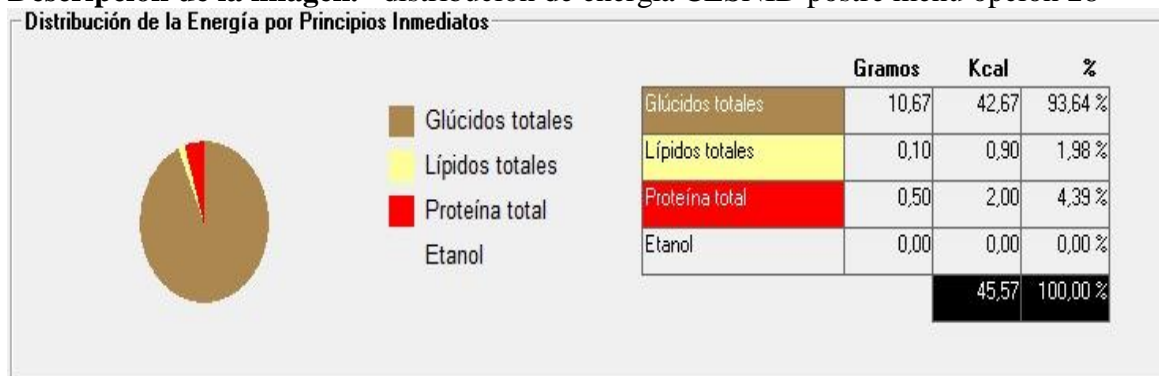 Distribución de la Energía por Principios Inmediatos
Glúcidos totales
Lípidos totales
Proteína total
Etanol
Gramos Kcal %
Glúcidos totales 10,67 42,67 93,64 %
Lípidos totales 0,10 0,90 1,98 %
Proteína total 0,50 2,00 4,39 %
Etanol 0,00 0,00 0,00 %
45,57 100,00 %